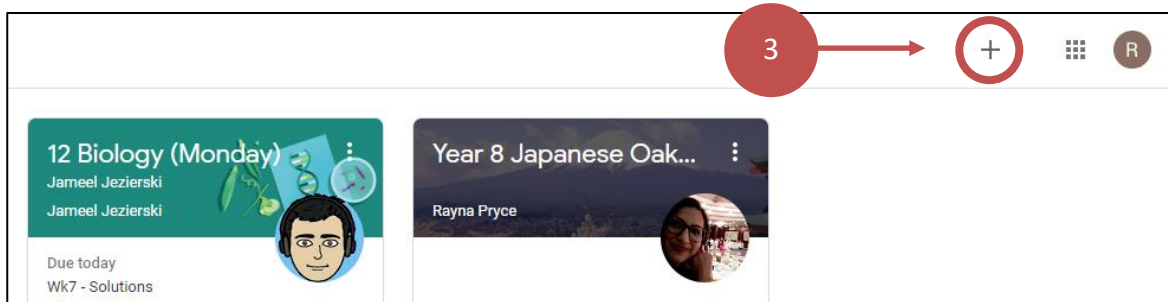 3
+
R
12 Biology (Monday)
Jameel Jezierski
Jameel Jezierski
Due today
Wk7 - Solutions
Year 8 Japanese Oak...
Rayna Pryce